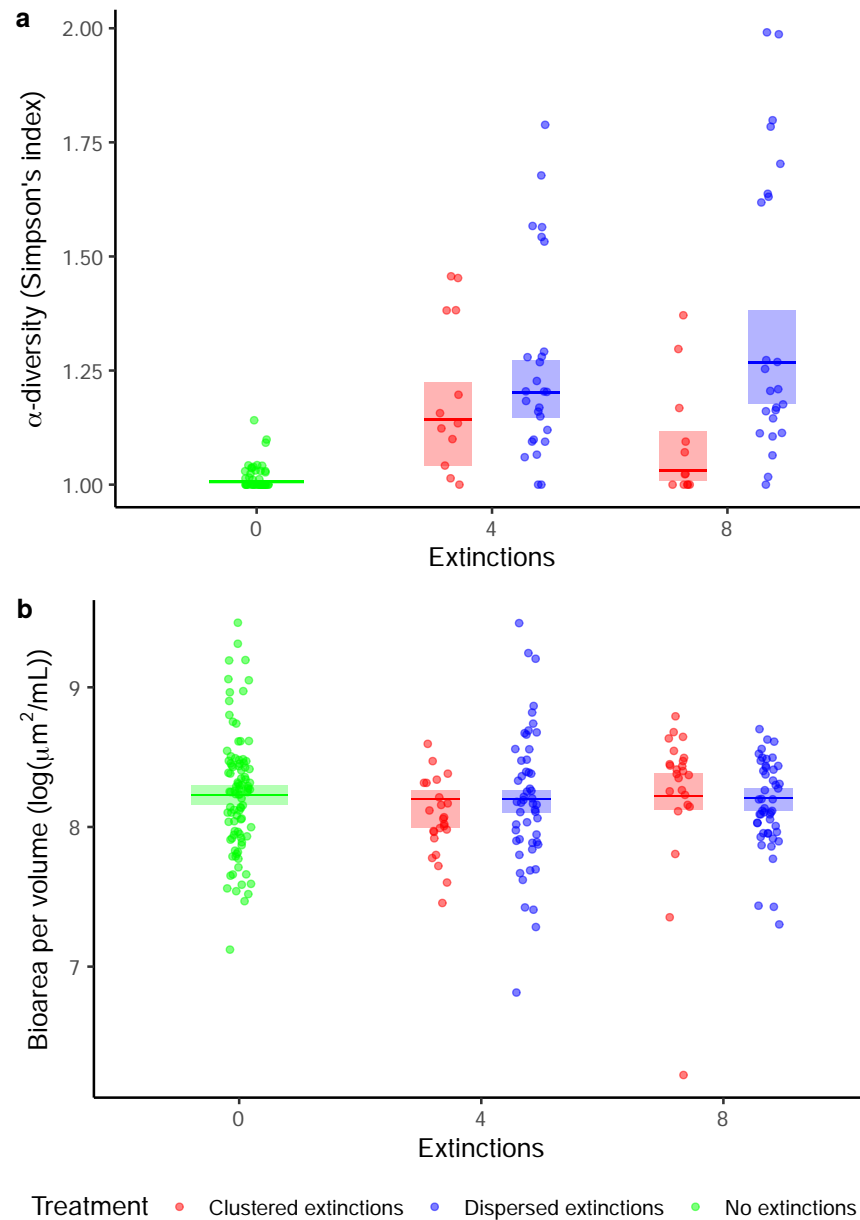 a
α-diversity (Simpson's index)
2.00
1.75
1.50
1.25
1.00
0
4
8
Extinctions
b
Bioarea per volume (log(μm²/mL))
9
8
7
0
4
8
Extinctions
Treatment Clustered extinctions Dispersed extinctions No extinctions